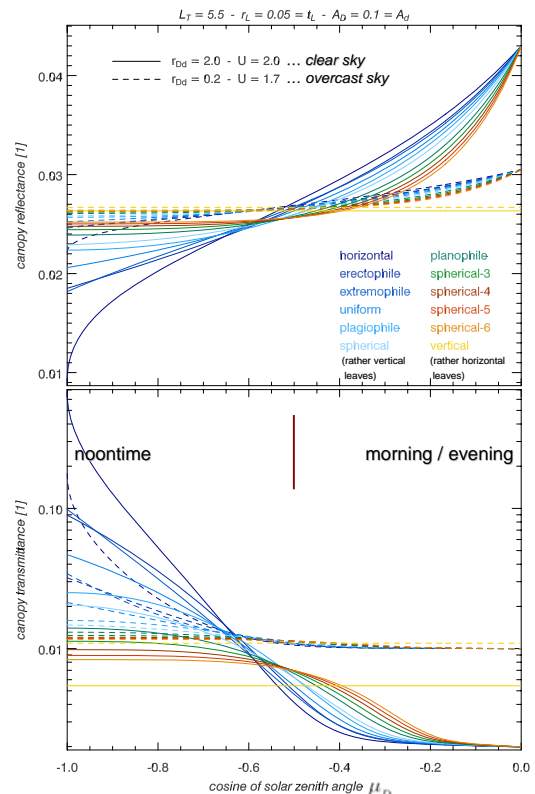 L_T = 5.5 - r_L = 0.05 = t_L - A_D = 0.1 = A_d
r_Dd = 2.0 - U = 2.0 ... clear sky
r_Dd = 0.2 - U = 1.7 ... overcast sky
canopy reflectance [1]
0.04
0.03
0.02
0.01
horizontal planophile
erectophile spherical-3
extremophile spherical-4
uniform spherical-5
plagiophile spherical-6
spherical vertical
(rather vertical leaves) (rather horizontal leaves)
noontime morning / evening
canopy transmittance [1]
0.10
0.01
-1.0 -0.8 -0.6 -0.4 -0.2 0.0
cosine of solar zenith angle μ_D